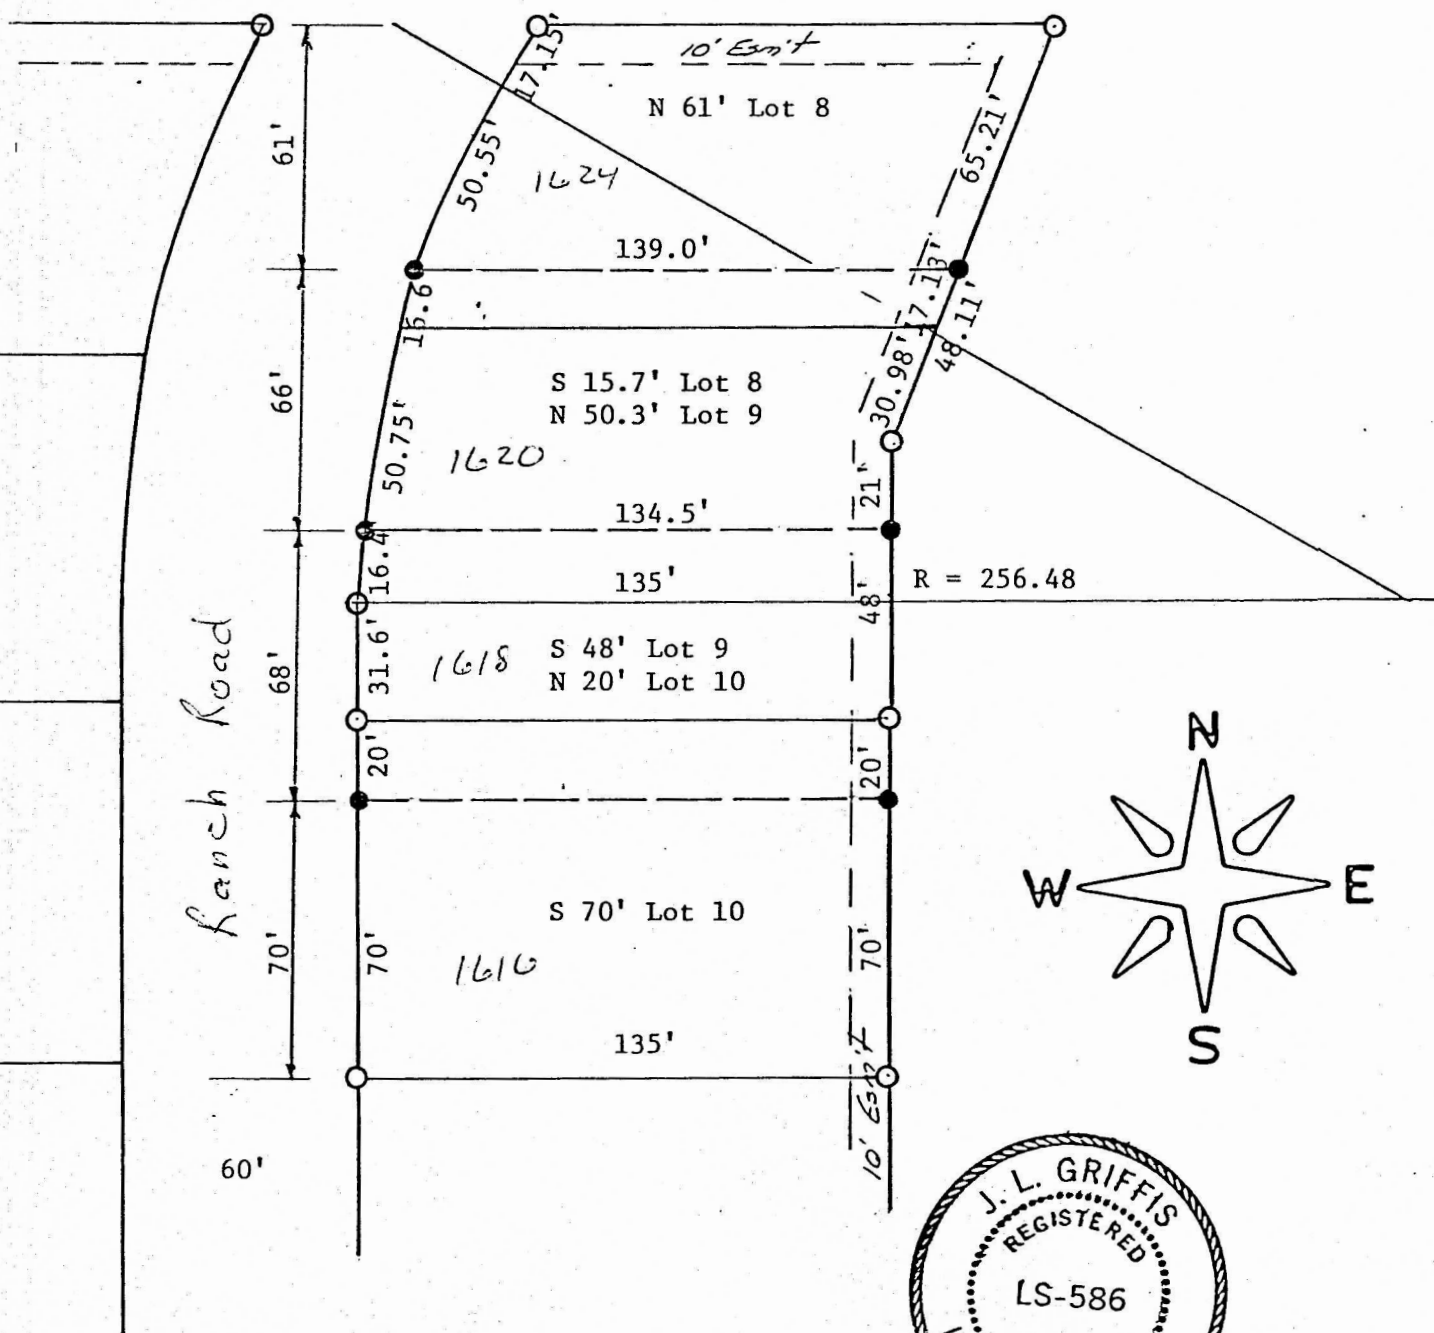 17.15'
10' Esm't
N 61' Lot 8
61'
50.55'
65.21'
1624
139.0'
17.13'
16.6
48.11'
30.98'
66'
S 15.7' Lot 8
N 50.3' Lot 9
50.75'
1620
21'
134.5'
16.4
135'
R = 256.48
48'
31.6'
68'
1618
S 48' Lot 9
N 20' Lot 10
Ranch Road
20'
20'
N
W
E
S
S 70' Lot 10
70'
70'
70'
1616
135'
10' Esm't
60'
J. L. GRIFFIS
REGISTERED
LS-586